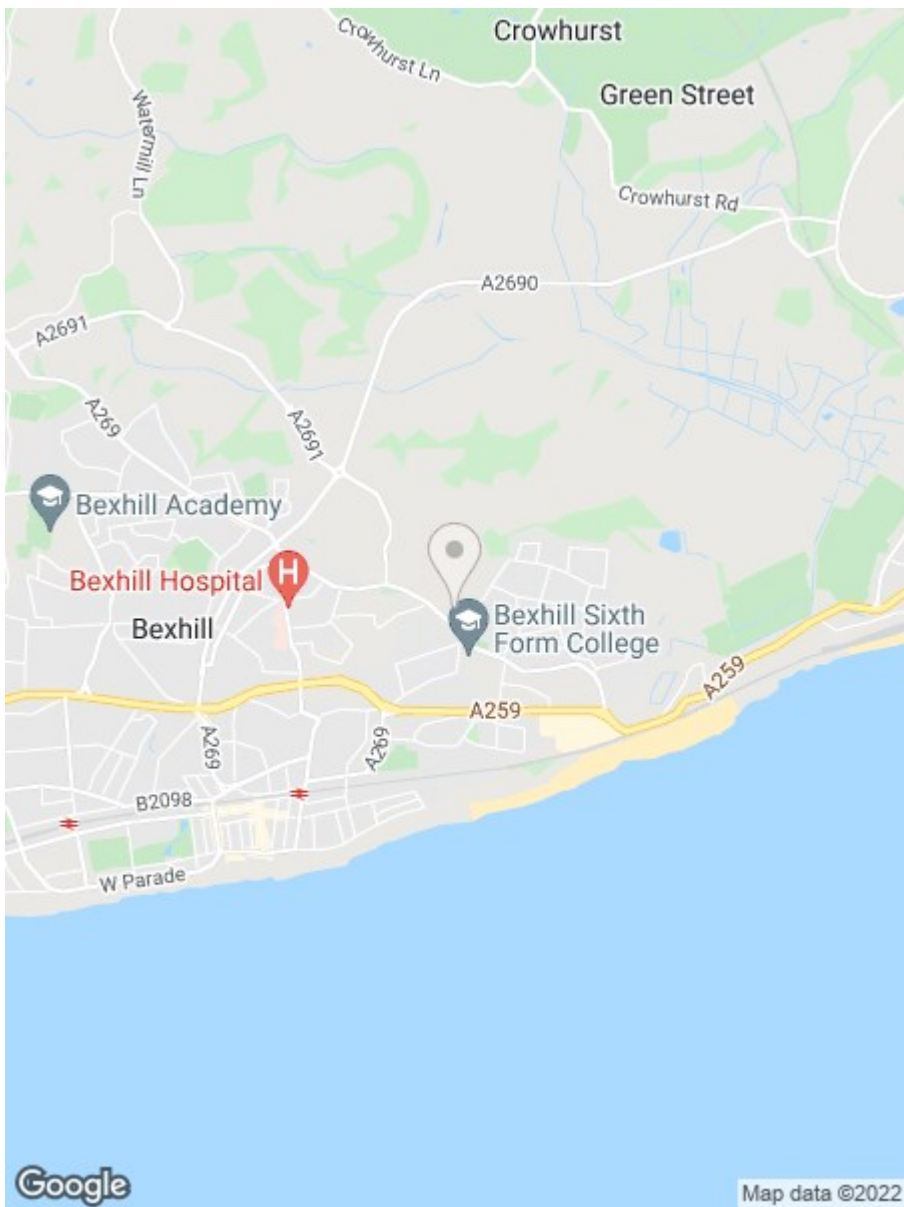 Crowhurst
Crowhurst Ln
Green Street
Watermill Ln
Crowhurst Rd
A2690
A2691
A269
A2691
Bexhill Academy
Bexhill Hospital
H
Bexhill
Bexhill Sixth
Form College
A259
A259
A269
A269
B2098
W Parade
Google
Map data ©2022